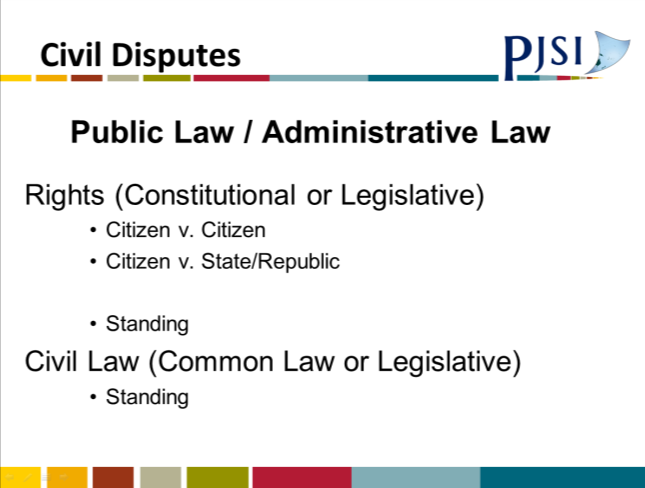 Civil Disputes
PJSI
Public Law / Administrative Law
Rights (Constitutional or Legislative)
• Citizen v. Citizen
• Citizen v. State/Republic
• Standing
Civil Law (Common Law or Legislative)
• Standing